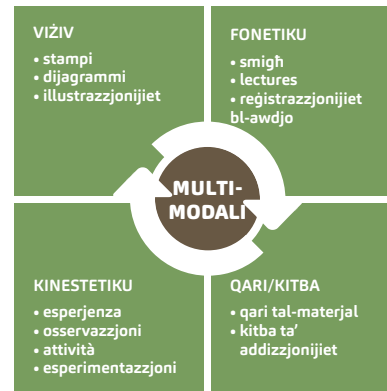 VIŻIV
• stampi
• dijagrammi
• illustrazzjonijiet
FONETIKU
• smigħ
• lectures
• reġistrazzjonijiet
bl-awdjo
MULTI-
MODALI
KINESTETIKU
• esperjenza
• osservazzjoni
• attività
• esperimentazzjoni
QARI/KITBA
• qari tal-materjal
• kitba ta’
addizzjonijiet